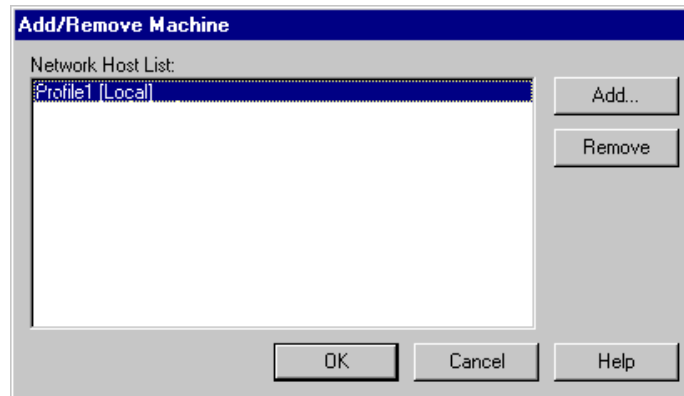 Add/Remove Machine
Network Host List:
Profile1 [Local]
Add...
Remove
OK
Cancel
Help